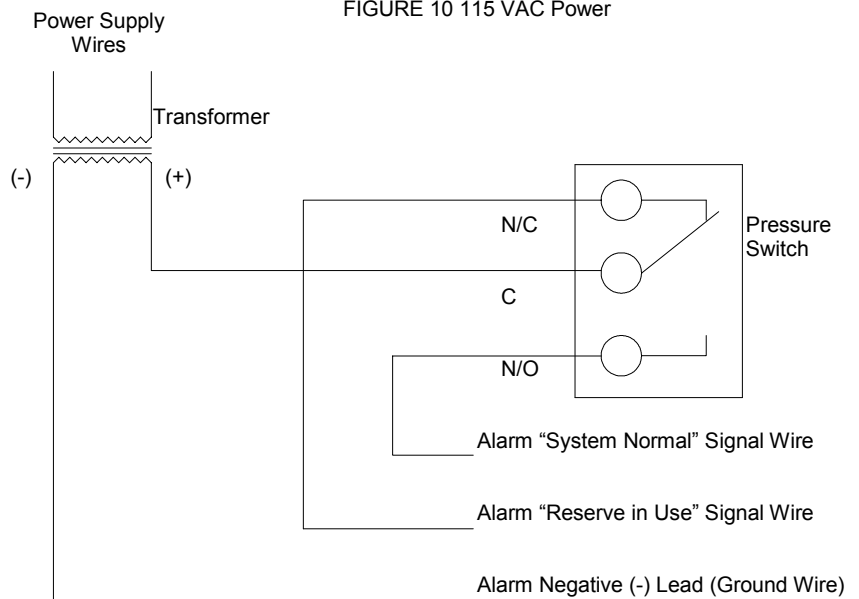 FIGURE 10 115 VAC Power
Power Supply
Wires
Transformer
(-)
(+)
N/C
Pressure
Switch
C
N/O
Alarm “System Normal” Signal Wire
Alarm “Reserve in Use” Signal Wire
Alarm Negative (-) Lead (Ground Wire)